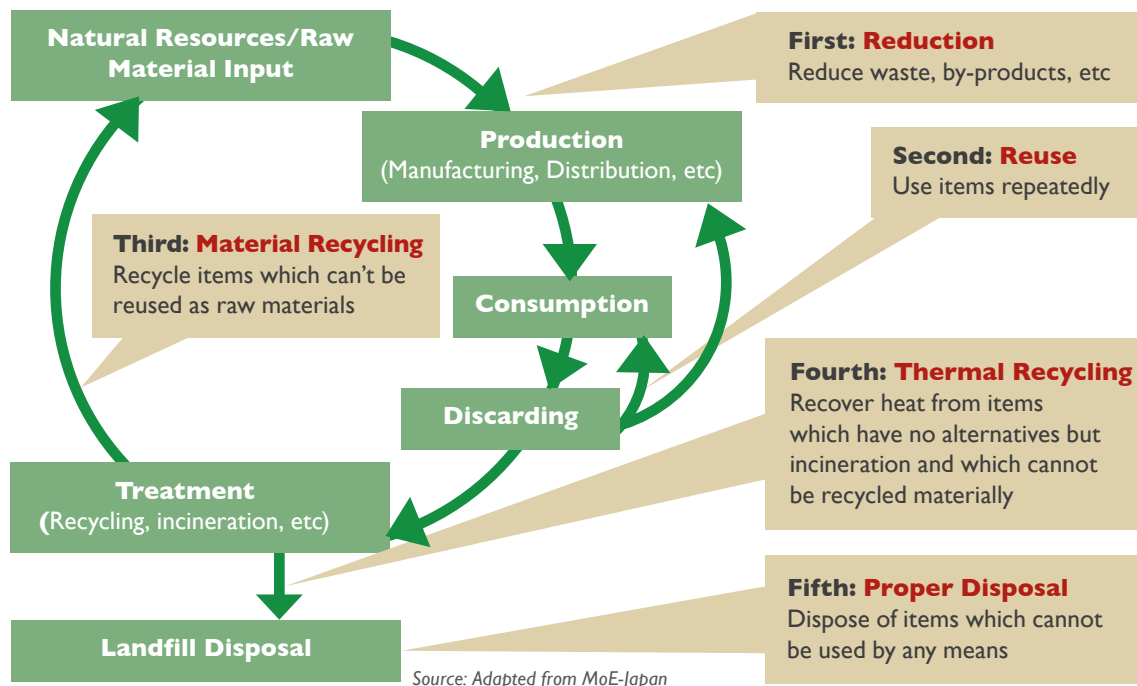 Natural Resources/Raw
Material Input
First: Reduction
Reduce waste, by-products, etc
Production
(Manufacturing, Distribution, etc)
Second: Reuse
Use items repeatedly
Third: Material Recycling
Recycle items which can’t be
reused as raw materials
Consumption
Discarding
Fourth: Thermal Recycling
Recover heat from items
which have no alternatives but
incineration and which cannot
be recycled materially
Treatment
(Recycling, incineration, etc)
Fifth: Proper Disposal
Dispose of items which cannot
be used by any means
Landfill Disposal
Source: Adapted from MoE-Japan